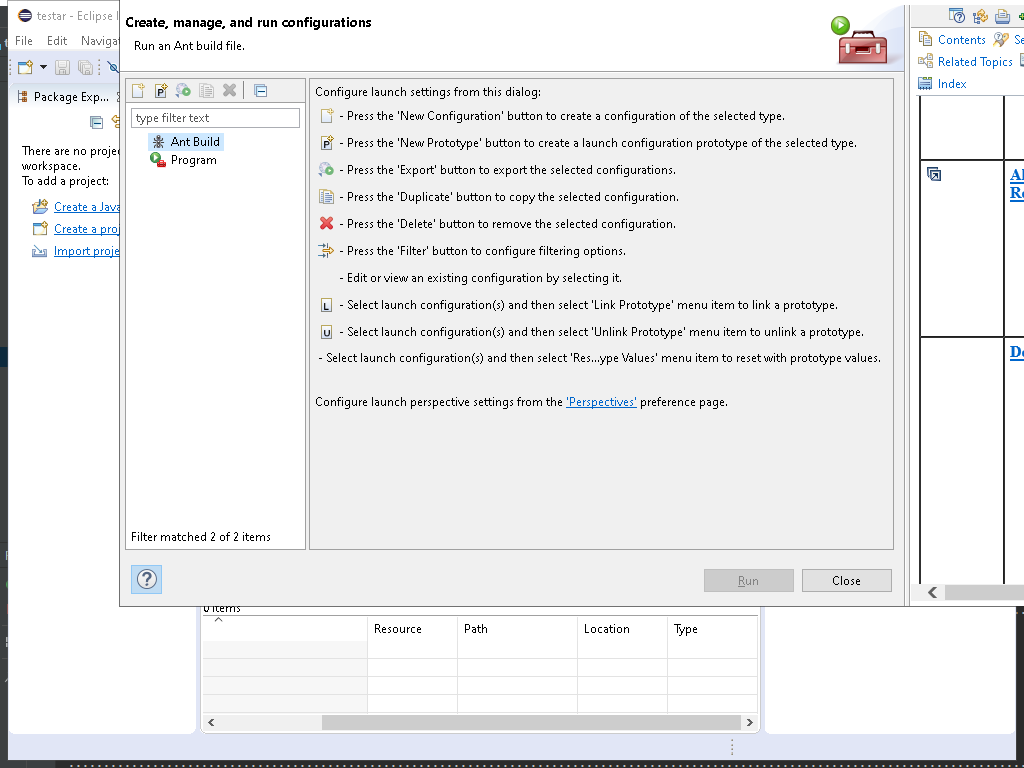 testar - Eclipse I
File Edit Navigat
Package Exp...
There are no proje
workspace.
To add a project:
Create a Java
Create a proj
Import proje
Create, manage, and run configurations
Run an Ant build file.
type filter text
Ant Build
Program
Filter matched 2 of 2 items
Configure launch settings from this dialog:
- Press the 'New Configuration' button to create a configuration of the selected type.
- Press the 'New Prototype' button to create a launch configuration prototype of the selected type.
- Press the 'Export' button to export the selected configurations.
- Press the 'Duplicate' button to copy the selected configuration.
- Press the 'Delete' button to remove the selected configuration.
- Press the 'Filter' button to configure filtering options.
- Edit or view an existing configuration by selecting it.
L - Select launch configuration(s) and then select 'Link Prototype' menu item to link a prototype.
U - Select launch configuration(s) and then select 'Unlink Prototype' menu item to unlink a prototype.
- Select launch configuration(s) and then select 'Res...ype Values' menu item to reset with prototype values.
Configure launch perspective settings from the 'Perspectives' preference page.
Run Close
Contents Se
Related Topics
Index
Re
De
0 items
Resource Path Location Type